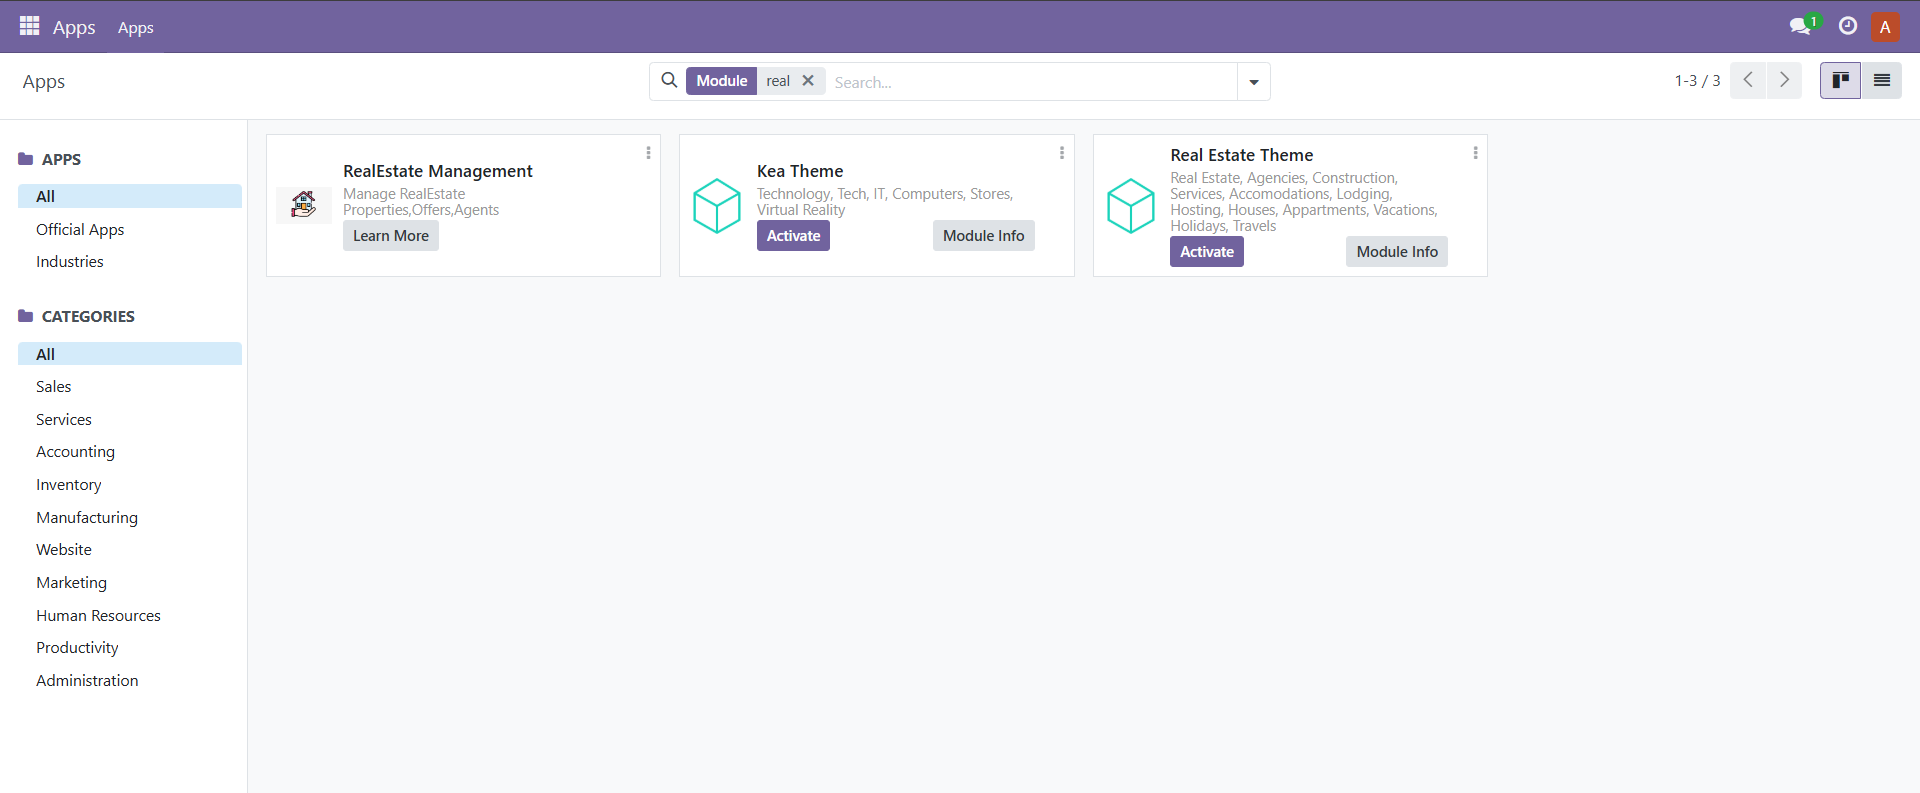 Apps Apps 1 A
Apps
Module real Search...
1-3 / 3
APPS
All
Official Apps
Industries
CATEGORIES
All
Sales
Services
Accounting
Inventory
Manufacturing
Website
Marketing
Human Resources
Productivity
Administration
RealEstate Management
Manage RealEstate
Properties,Offers,Agents
Learn More
Kea Theme
Technology, Tech, IT, Computers, Stores,
Virtual Reality
Activate Module Info
Real Estate Theme
Real Estate, Agencies, Construction,
Services, Accomodations, Lodging,
Hosting, Houses, Appartments, Vacations,
Holidays, Travels
Activate Module Info